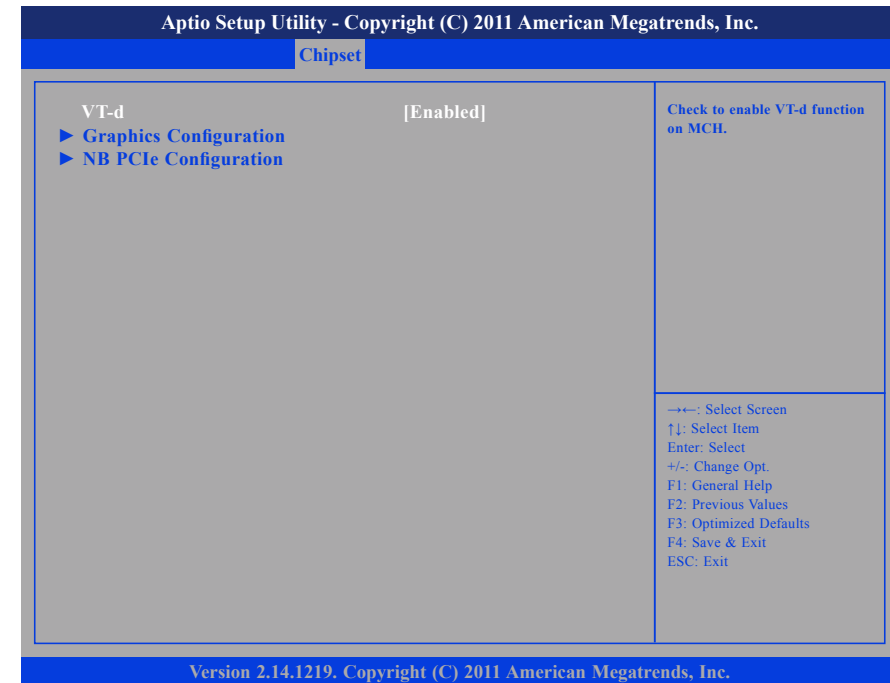 Aptio Setup Utility - Copyright (C) 2011 American Megatrends, Inc.
Chipset
VT-d [Enabled]
► Graphics Configuration
► NB PCIe Configuration
Check to enable VT-d function
on MCH.
→←: Select Screen
↑↓: Select Item
Enter: Select
+/-: Change Opt.
F1: General Help
F2: Previous Values
F3: Optimized Defaults
F4: Save & Exit
ESC: Exit
Version 2.14.1219. Copyright (C) 2011 American Megatrends, Inc.